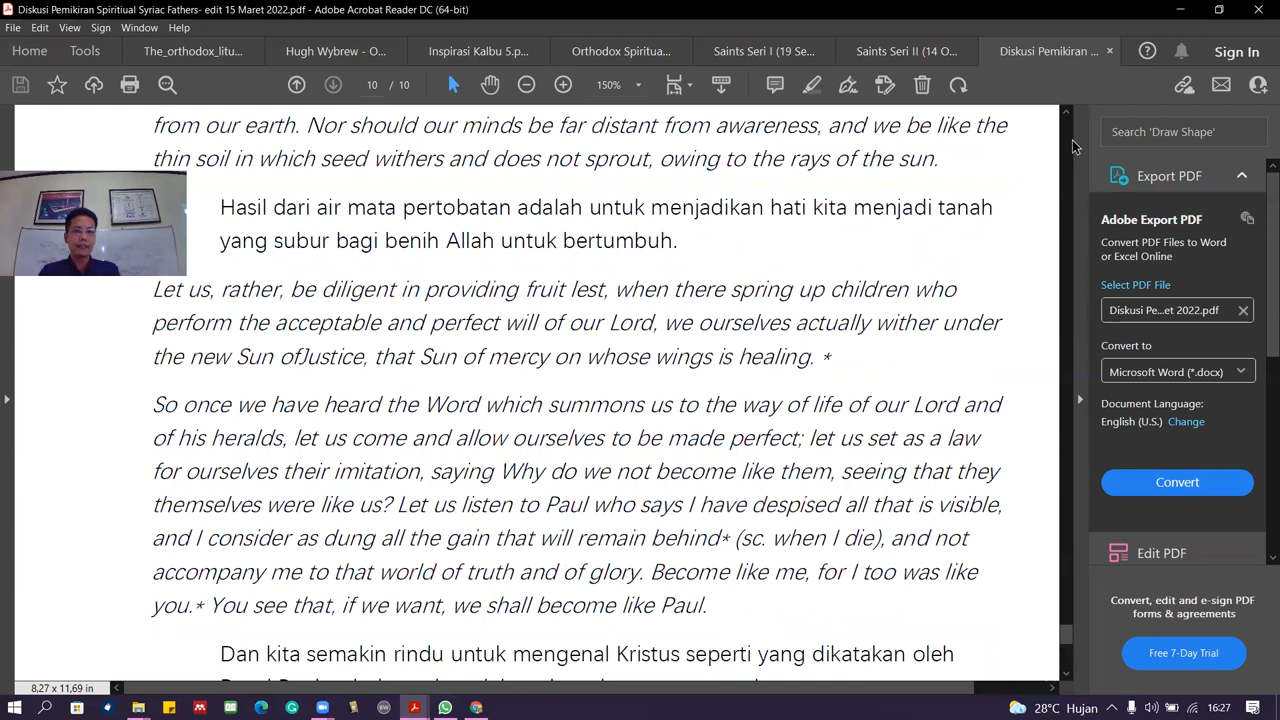 Diskusi Pemikiran Spiritiual Syriac Fathers- edit 15 Maret 2022.pdf - Adobe Acrobat Reader DC (64-bit)
File Edit View Sign Window Help
Home Tools The_orthodox_litu... Hugh Wybrew - O... Inspirasi Kalbu 5.p... Orthodox Spiritua... Saints Seri I (19 Se... Saints Seri II (14 O... Diskusi Pemikiran ... Sign In
10 / 10 150%
from our earth. Nor should our minds be far distant from awareness, and we be like the
thin soil in which seed withers and does not sprout, owing to the rays of the sun.
Hasil dari air mata pertobatan adalah untuk menjadikan hati kita menjadi tanah
yang subur bagi benih Allah untuk bertumbuh.
Let us, rather, be diligent in providing fruit lest, when there spring up children who
perform the acceptable and perfect will of our Lord, we ourselves actually wither under
the new Sun ofJustice, that Sun of mercy on whose wings is healing. *
So once we have heard the Word which summons us to the way of life of our Lord and
of his heralds, let us come and allow ourselves to be made perfect; let us set as a law
for ourselves their imitation, saying Why do we not become like them, seeing that they
themselves were like us? Let us listen to Paul who says I have despised all that is visible,
and I consider as dung all the gain that will remain behind* (sc. when I die), and not
accompany me to that world of truth and of glory. Become like me, for I too was like
you.* You see that, if we want, we shall become like Paul.
Dan kita semakin rindu untuk mengenal Kristus seperti yang dikatakan oleh
8,27 x 11,69 in
Search 'Draw Shape'
Export PDF
Adobe Export PDF
Convert PDF Files to Word
or Excel Online
Select PDF File
Diskusi Pe...et 2022.pdf
Convert to
Microsoft Word (*.docx)
Document Language:
English (U.S.) Change
Convert
Edit PDF
Convert, edit and e-sign PDF
forms & agreements
Free 7-Day Trial
28°C Hujan 16:27